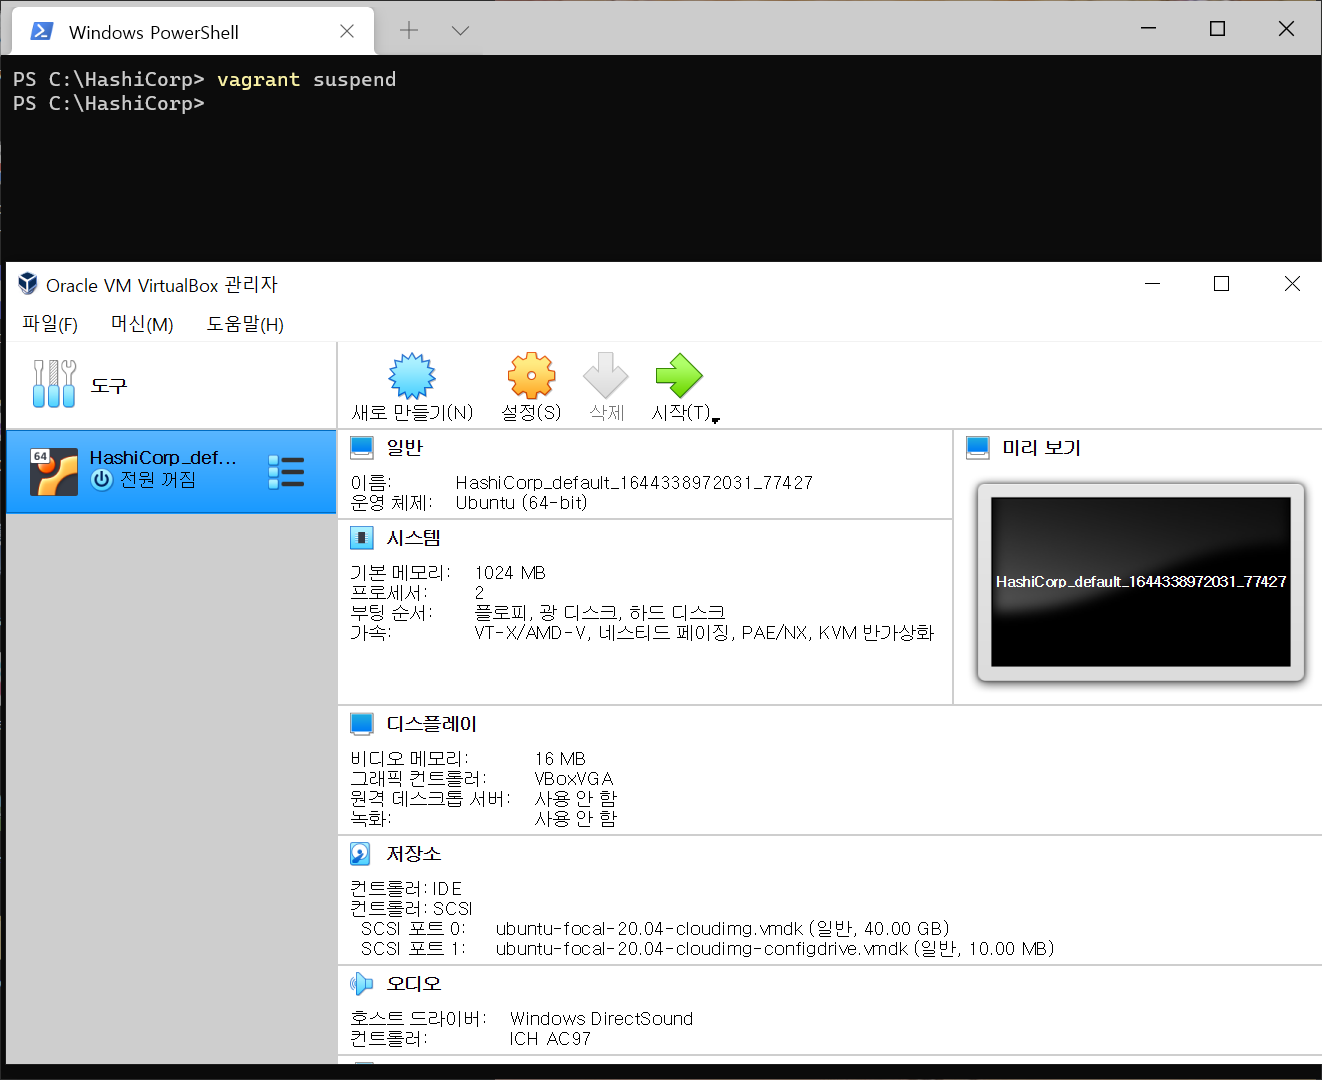 Windows PowerShell
PS C:\HashiCorp> vagrant suspend
PS C:\HashiCorp>
Oracle VM VirtualBox 관리자
파일(F) 머신(M) 도움말(H)
도구
새로 만들기(N) 설정(S) 삭제 시작(T)
64
HashiCorp_def...
전원 꺼짐
일반
이름: HashiCorp_default_1644338972031_77427
운영 체제: Ubuntu (64-bit)
미리 보기
HashiCorp_default_1644338972031_77427
시스템
기본 메모리: 1024 MB
프로세서: 2
부팅 순서: 플로피, 광 디스크, 하드 디스크
가속: VT-X/AMD-V, 네스티드 페이징, PAE/NX, KVM 반가상화
디스플레이
비디오 메모리: 16 MB
그래픽 컨트롤러: VBoxVGA
원격 데스크톱 서버: 사용 안 함
녹화: 사용 안 함
저장소
컨트롤러: IDE
컨트롤러: SCSI
SCSI 포트 0: ubuntu-focal-20.04-cloudimg.vmdk (일반, 40.00 GB)
SCSI 포트 1: ubuntu-focal-20.04-cloudimg-configdrive.vmdk (일반, 10.00 MB)
오디오
호스트 드라이버: Windows DirectSound
컨트롤러: ICH AC97